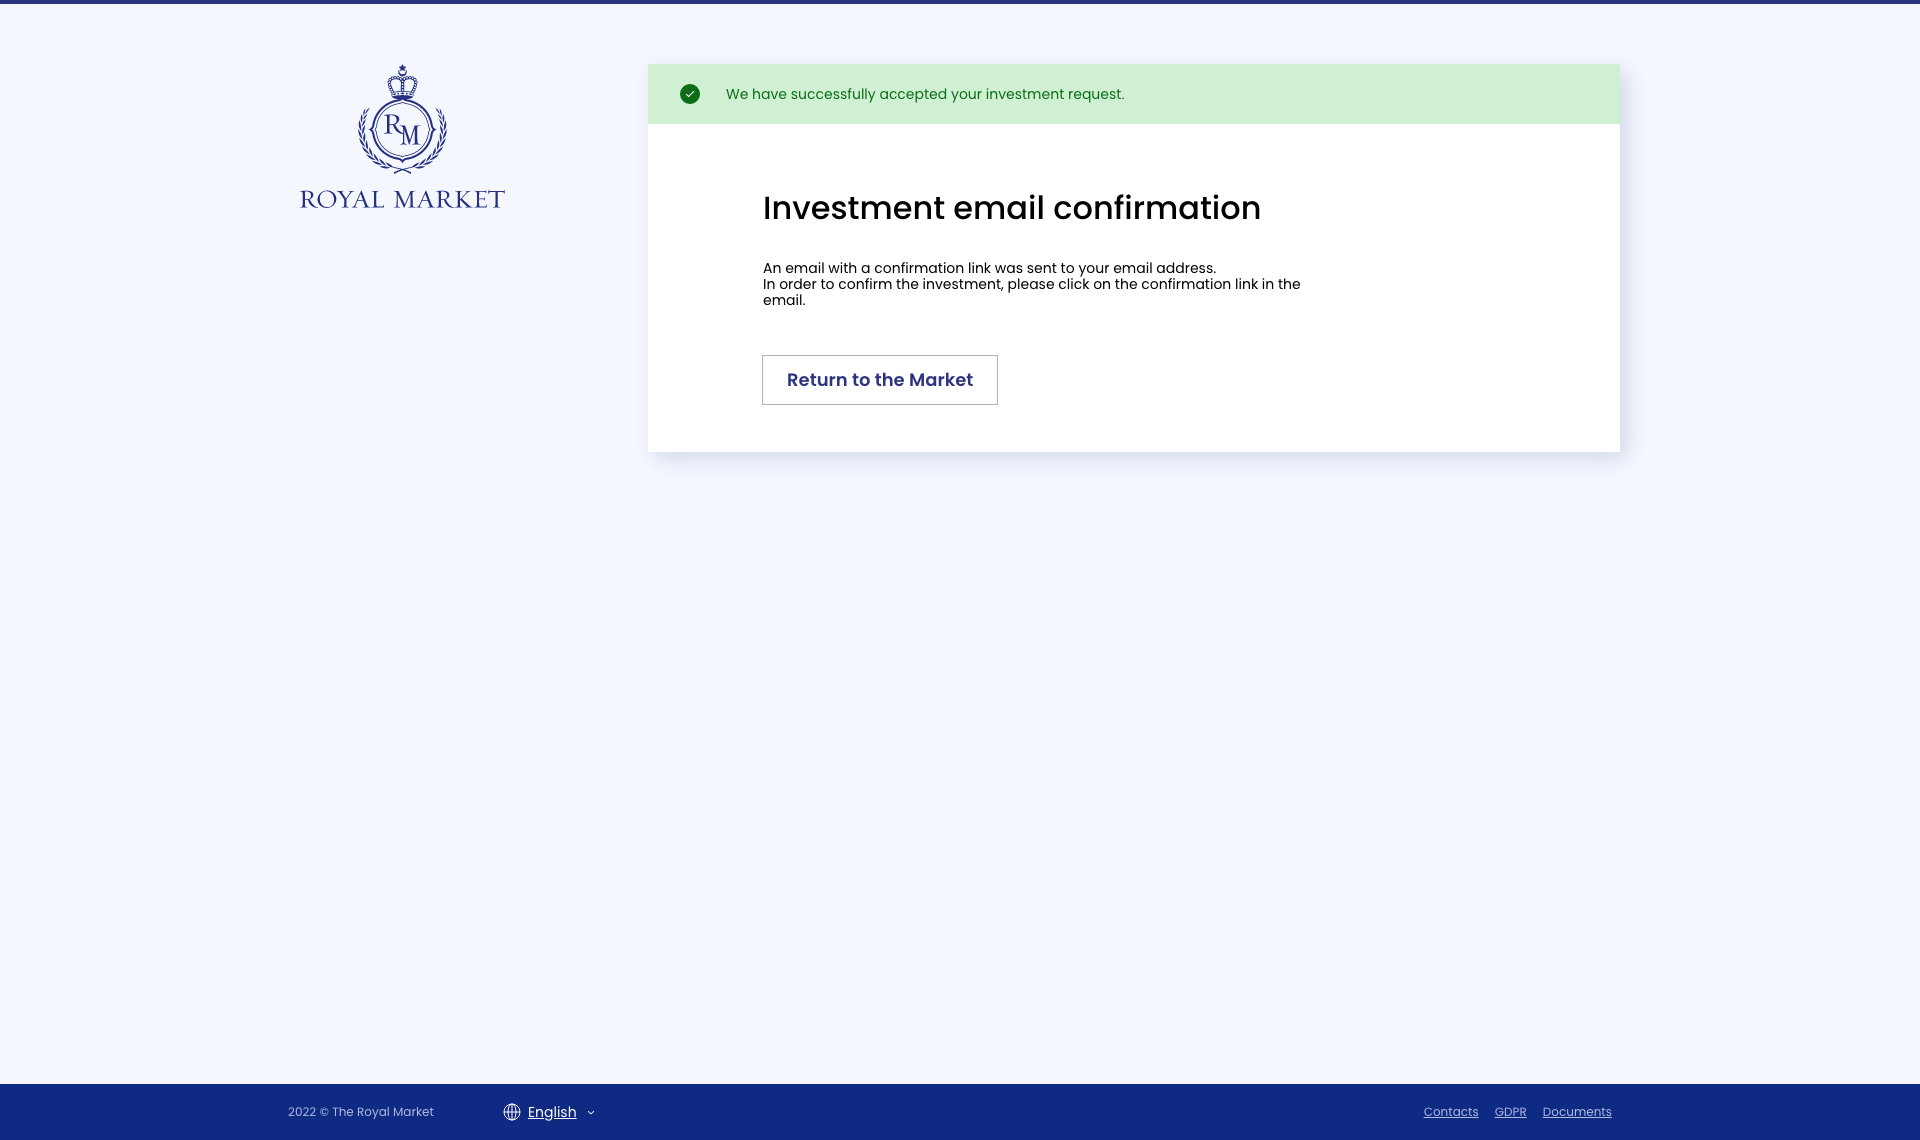 RM
ROYAL MARKET
We have successfully accepted your investment request.
Investment email confirmation
An email with a confirmation link was sent to your email address.
In order to confirm the investment, please click on the confirmation link in the
email.
Return to the Market
2022 © The Royal Market
English
Contacts GDPR Documents